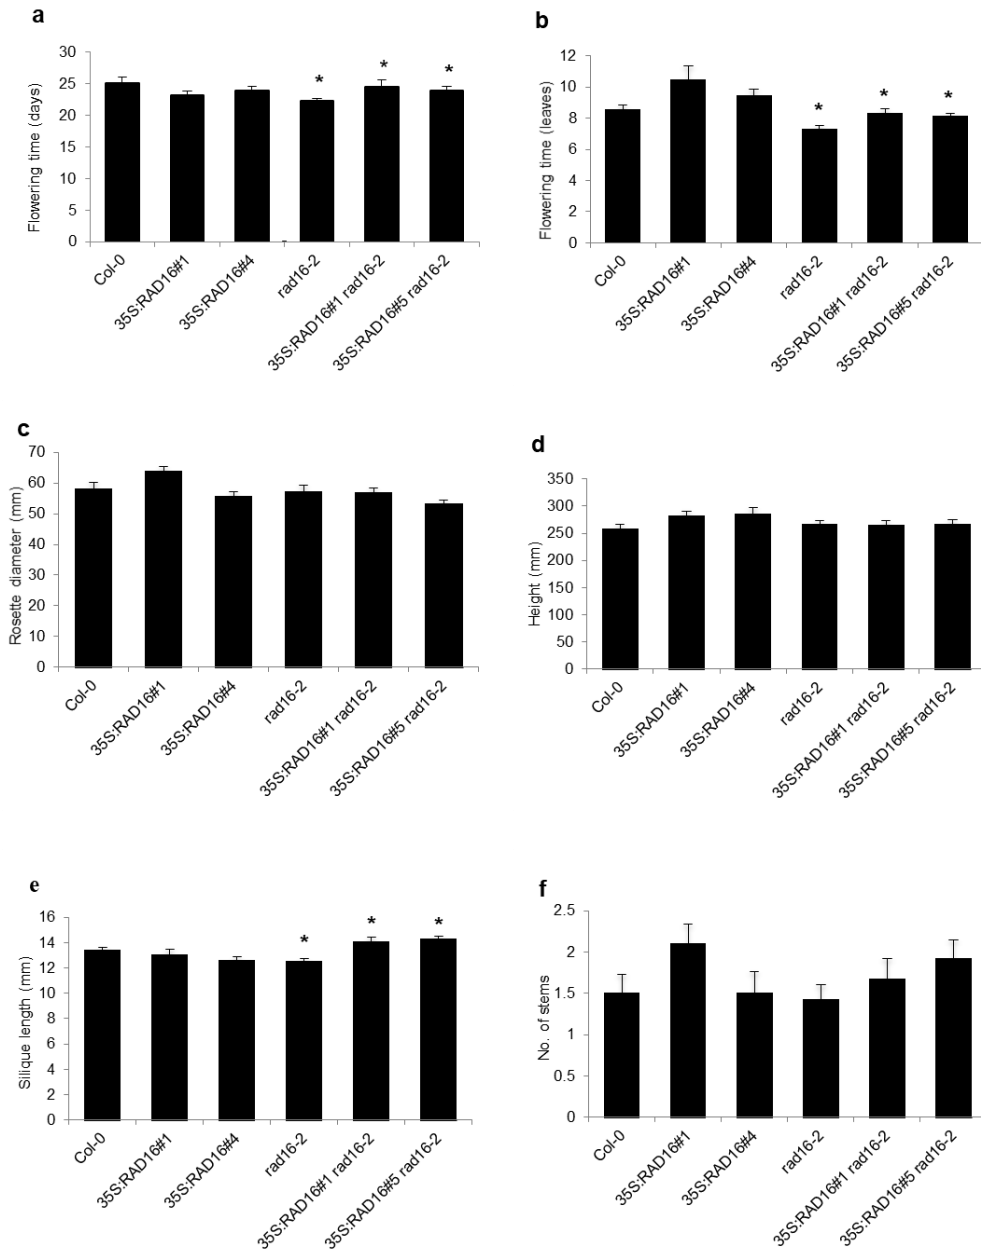 a
Flowering time (days)
30
25
20
15
10
5
0
* * *
Col-0
35S:RAD16#1
35S:RAD16#4
rad16-2
35S:RAD16#1 rad16-2
35S:RAD16#5 rad16-2
b
Flowering time (leaves)
12
10
8
6
4
2
0
* * *
Col-0
35S:RAD16#1
35S:RAD16#4
rad16-2
35S:RAD16#1 rad16-2
35S:RAD16#5 rad16-2
c
Rosette diameter (mm)
70
60
50
40
30
20
10
0
Col-0
35S:RAD16#1
35S:RAD16#4
rad16-2
35S:RAD16#1 rad16-2
35S:RAD16#5 rad16-2
d
Height (mm)
350
300
250
200
150
100
50
0
Col-0
35S:RAD16#1
35S:RAD16#4
rad16-2
35S:RAD16#1 rad16-2
35S:RAD16#5 rad16-2
e
Silique length (mm)
16
14
12
10
8
6
4
2
0
* * *
Col-0
35S:RAD16#1
35S:RAD16#4
rad16-2
35S:RAD16#1 rad16-2
35S:RAD16#5 rad16-2
f
No. of stems
2.5
2
1.5
1
0.5
0
Col-0
35S:RAD16#1
35S:RAD16#4
rad16-2
35S:RAD16#1 rad16-2
35S:RAD16#5 rad16-2